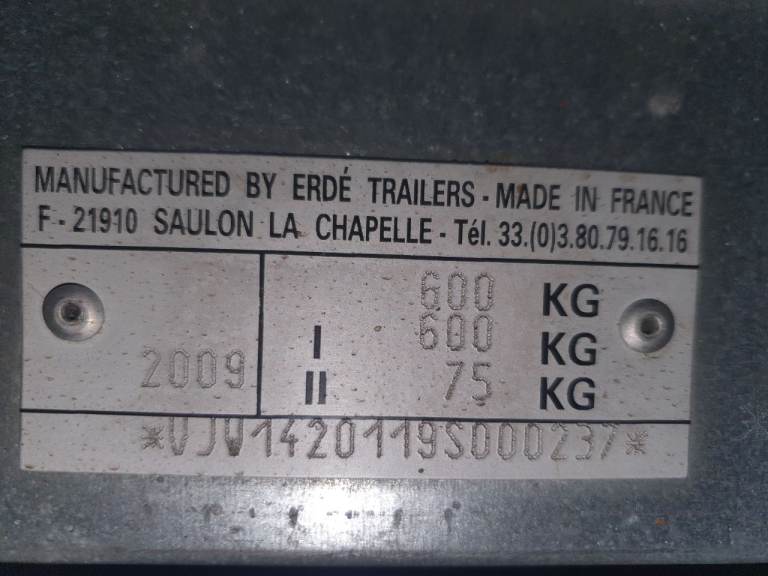 MANUFACTURED BY ERDÉ TRAILERS - MADE IN FRANCE
F - 21910 SAULON LA CHAPELLE - Tél. 33.(0)3.80.79.16.16
600 KG
I 600 KG
2009 II 75 KG
*VJW1420119S000237*